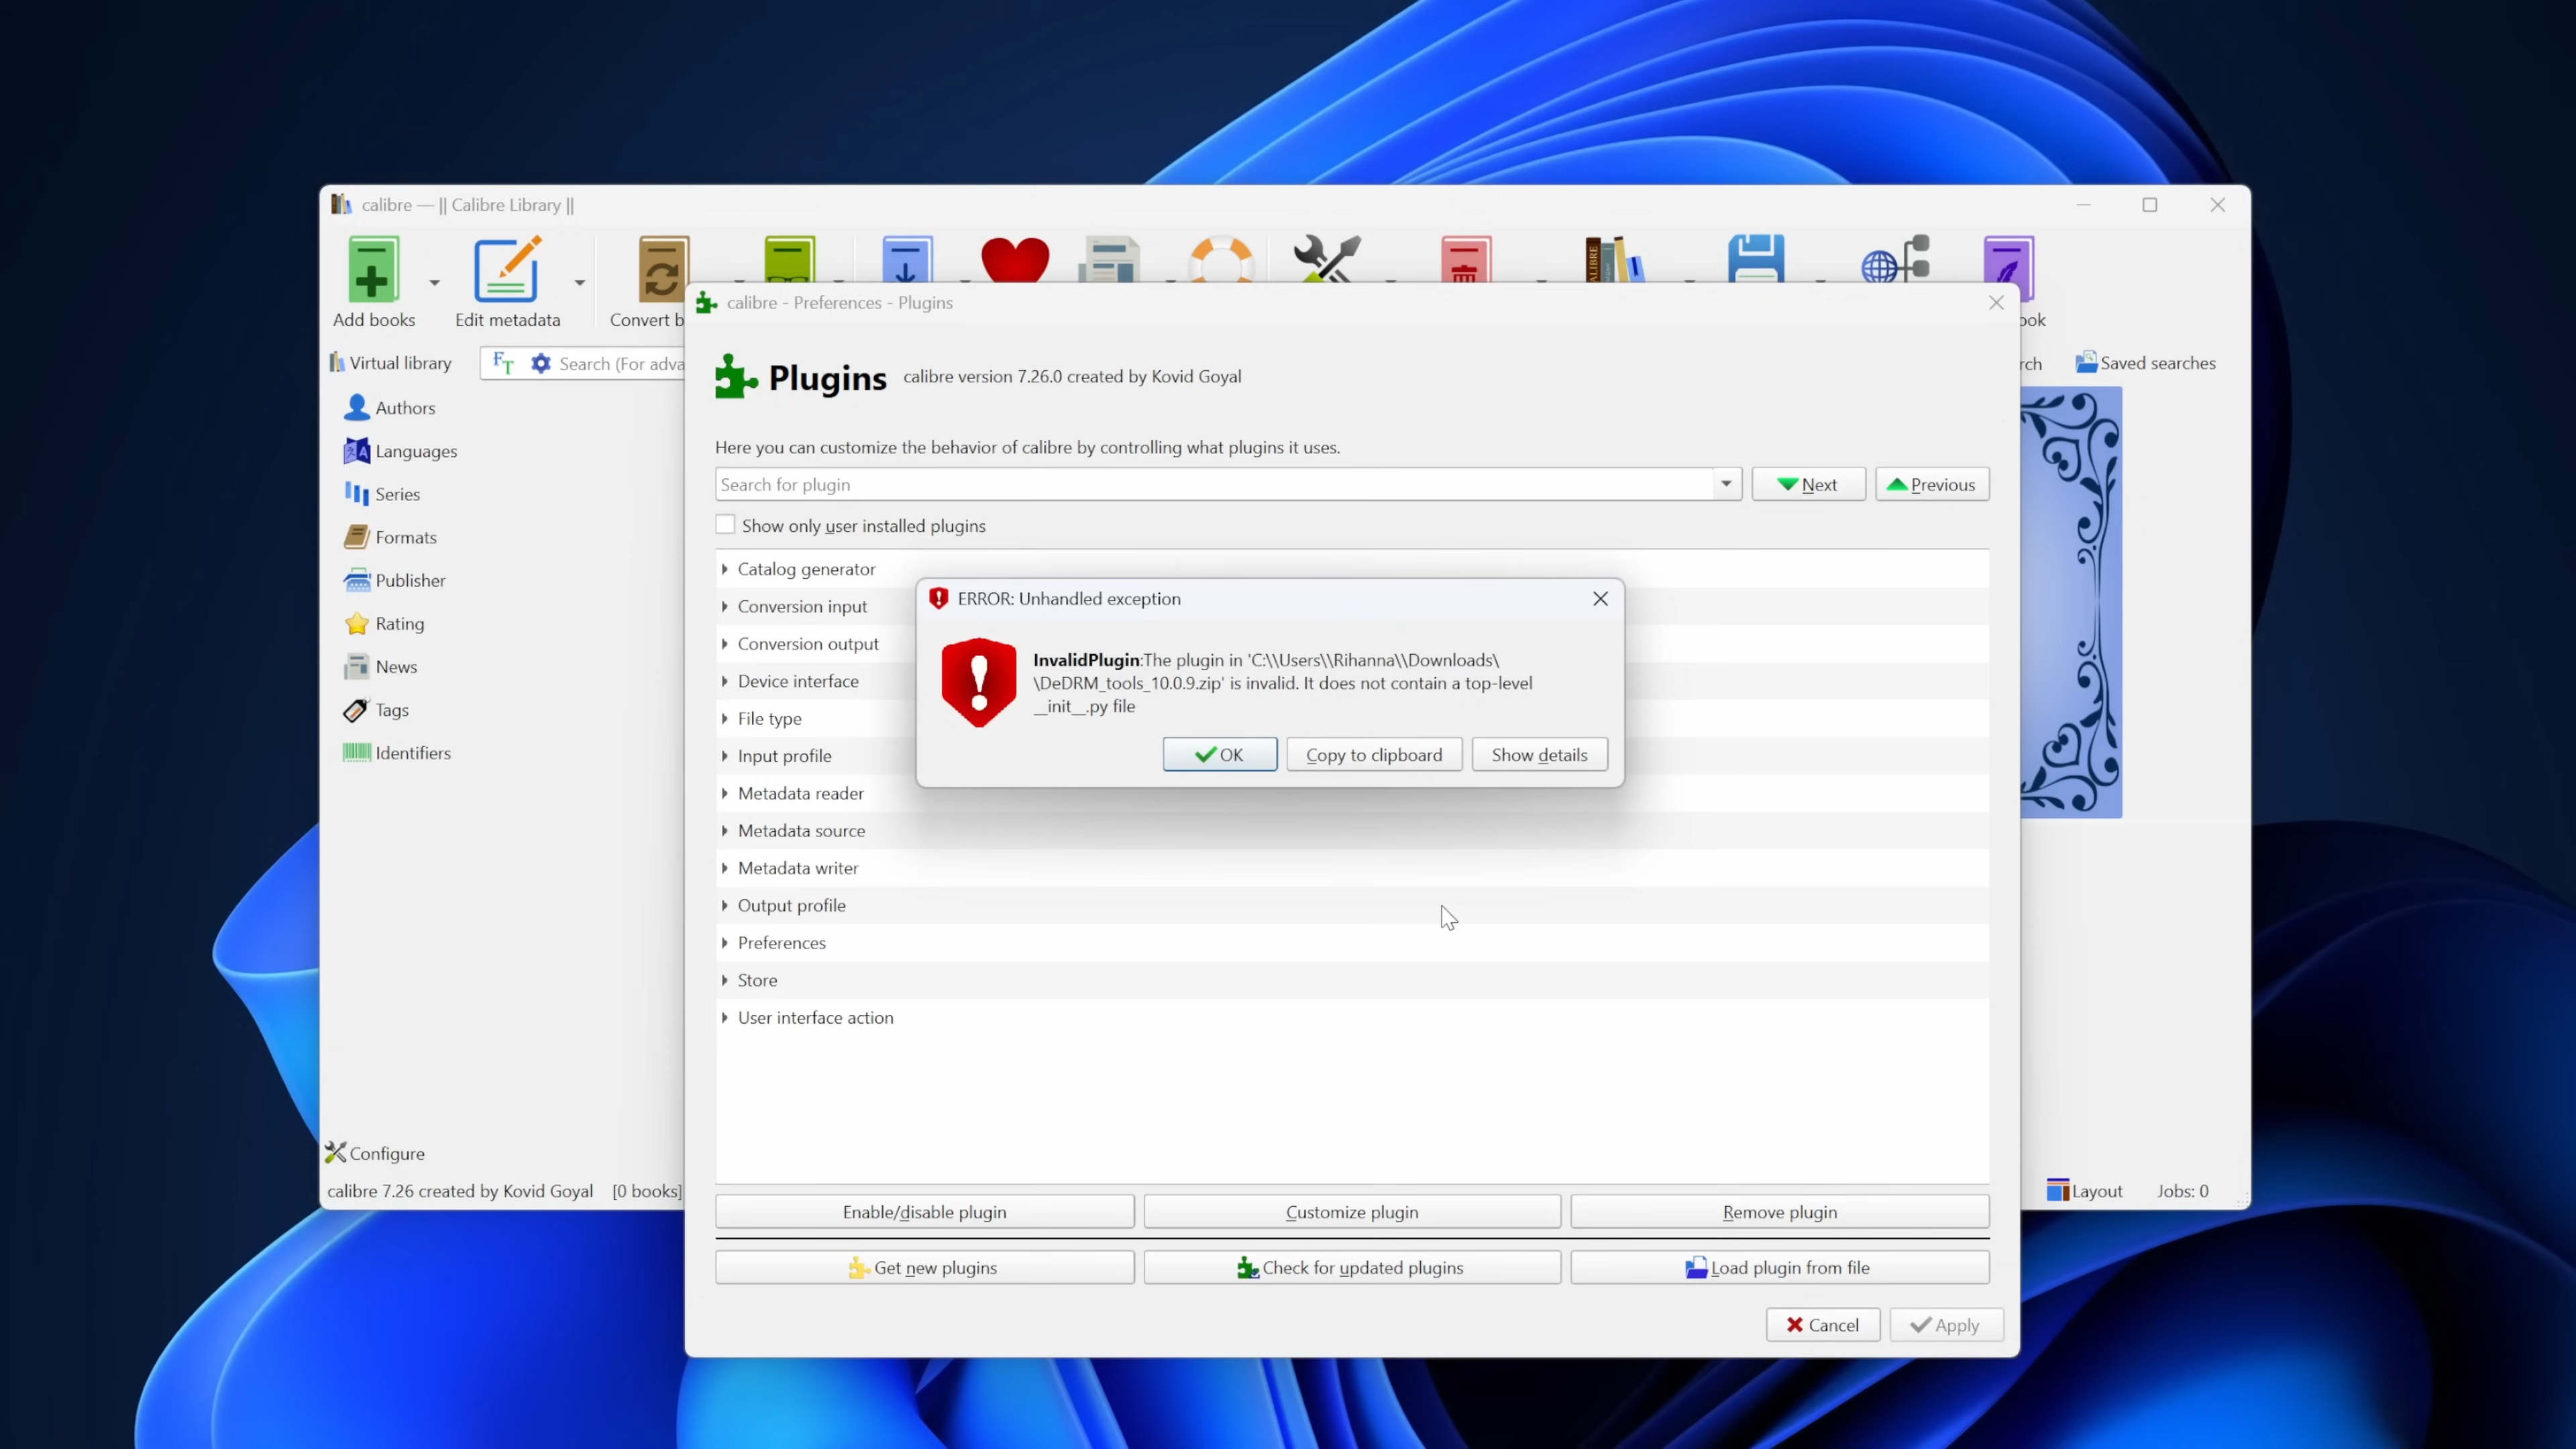 calibre — || Calibre Library ||
Add books
Edit metadata
Convert b
ook
Virtual library
Search (For adva
rch
Saved searches
Authors
Languages
Series
Formats
Publisher
Rating
News
Tags
Identifiers
Configure
calibre 7.26 created by Kovid Goyal [0 books]
Layout
Jobs: 0
calibre - Preferences - Plugins
Plugins
calibre version 7.26.0 created by Kovid Goyal
Here you can customize the behavior of calibre by controlling what plugins it uses.
Search for plugin
Next
Previous
Show only user installed plugins
Catalog generator
Conversion input
Conversion output
Device interface
File type
Input profile
Metadata reader
Metadata source
Metadata writer
Output profile
Preferences
Store
User interface action
ERROR: Unhandled exception
InvalidPlugin:The plugin in 'C:\\Users\\Rihanna\\Downloads\
\DeDRM_tools_10.0.9.zip' is invalid. It does not contain a top-level
__init__.py file
OK
Copy to clipboard
Show details
Enable/disable plugin
Customize plugin
Remove plugin
Get new plugins
Check for updated plugins
Load plugin from file
Cancel
Apply